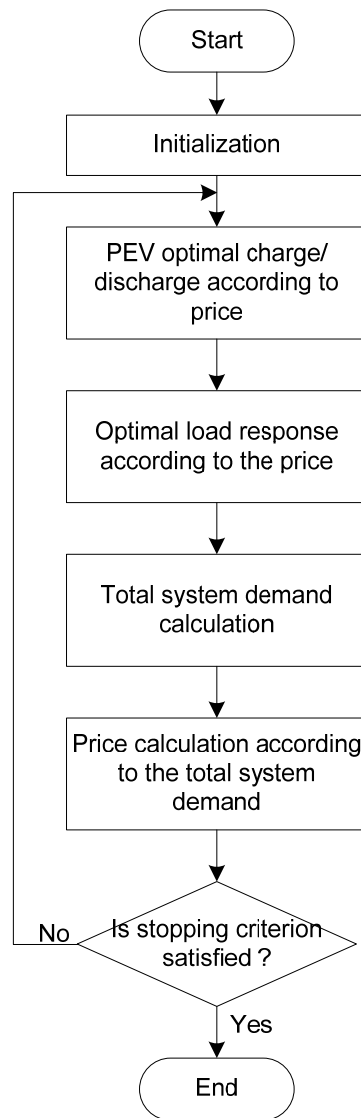 Start
Initialization
PEV optimal charge/
discharge according to
price
Optimal load response
according to the price
Total system demand
calculation
Price calculation according
to the total system
demand
Is stopping criterion
satisfied ?
No
Yes
End